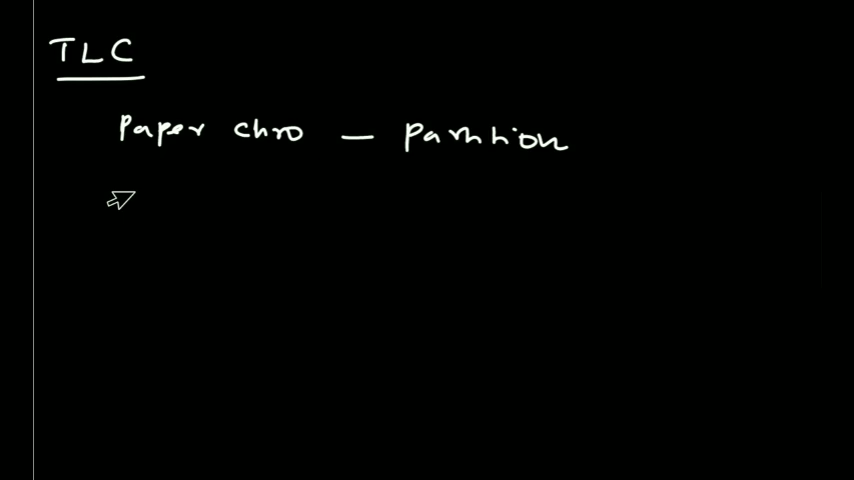 TLC
Paper chro — partition